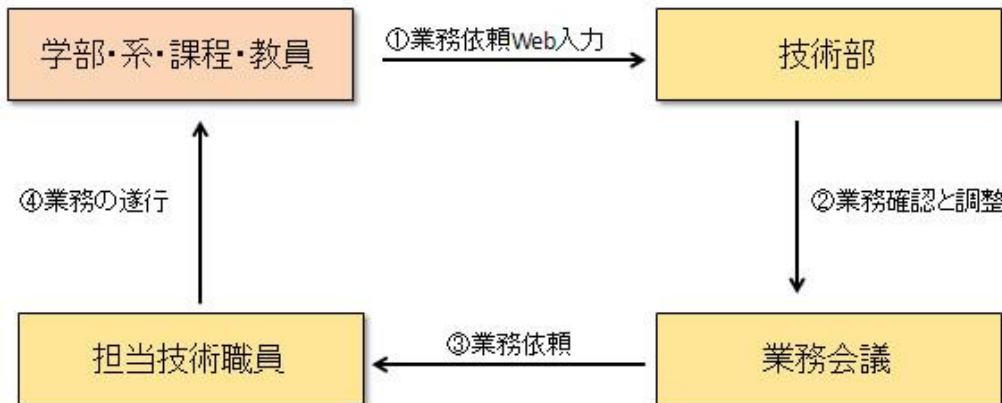 学部・系・課程・教員
①業務依頼Web入力
技術部
④業務の遂行
②業務確認と調整
担当技術職員
③業務依頼
業務会議